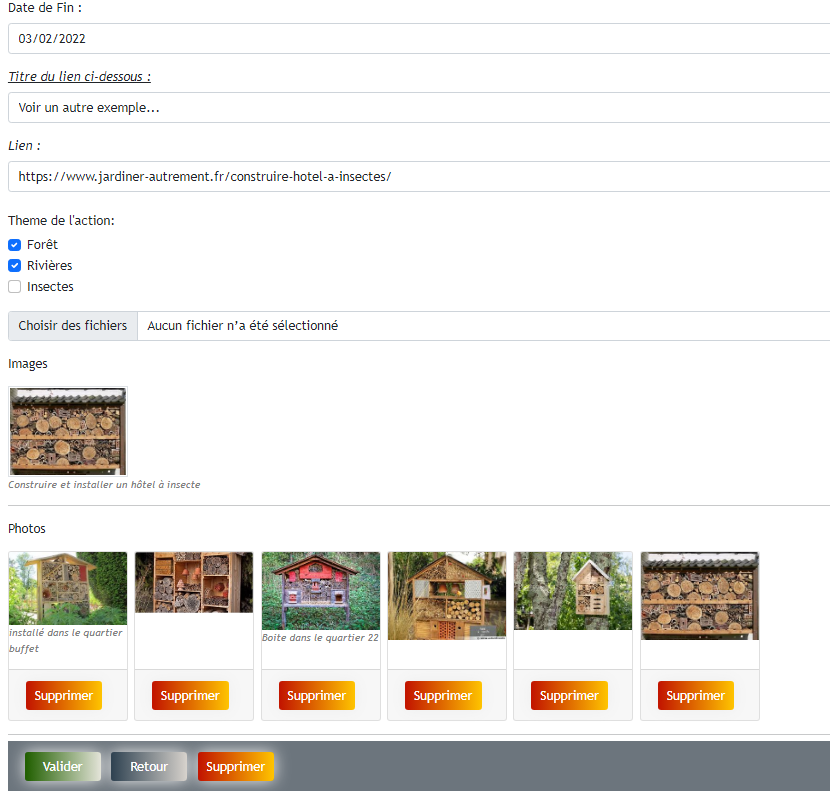 Date de Fin :
03/02/2022
Titre du lien ci-dessous :
Voir un autre exemple...
Lien :
https://www.jardiner-autrement.fr/construire-hotel-a-insectes/
Theme de l'action:
Forêt
Rivières
Insectes
Choisir des fichiers Aucun fichier n’a été sélectionné
Images
Construire et installer un hôtel à insecte
Photos
installé dans le quartier
buffet
Boite dans le quartier 22
Supprimer Supprimer Supprimer Supprimer Supprimer Supprimer
Valider Retour Supprimer